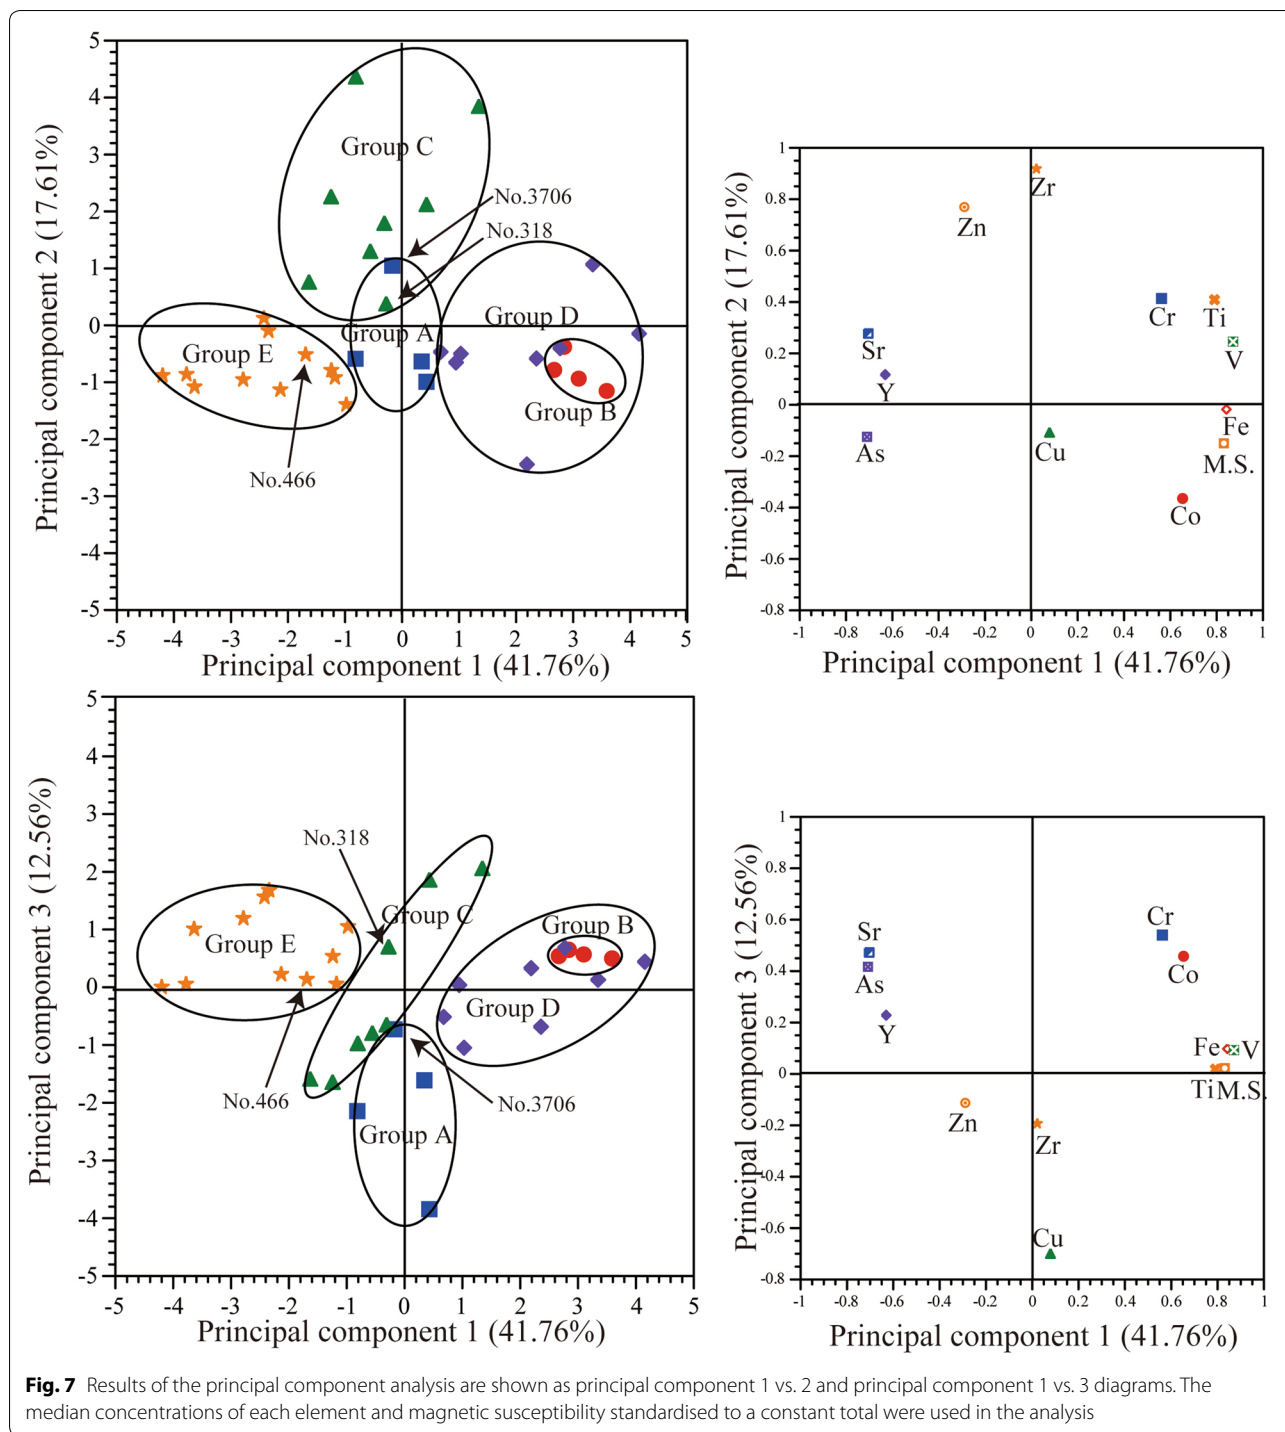 5
4
3
2
1
0
-1
-2
-3
-4
-5
-5 -4 -3 -2 -1 0 1 2 3 4 5
Principal component 2 (17.61%)
Principal component 1 (41.76%)
Group C
No.3706
No.318
Group D
Group A
Group E
Group B
No.466
1
0.8
0.6
0.4
0.2
0
-0.2
-0.4
-0.6
-0.8
-1 -0.8 -0.6 -0.4 -0.2 0 0.2 0.4 0.6 0.8 1
Principal component 2 (17.61%)
Principal component 1 (41.76%)
Zr
Zn
Cr
Ti
Sr
V
Y
As
Cu
Fe
M.S.
Co
5
4
3
2
1
0
-1
-2
-3
-4
-5
-5 -4 -3 -2 -1 0 1 2 3 4 5
Principal component 3 (12.56%)
Principal component 1 (41.76%)
No.318
Group C
Group B
Group E
Group D
No.466
No.3706
Group A
1
0.8
0.6
0.4
0.2
0
-0.2
-0.4
-0.6
-0.8
-1 -0.8 -0.6 -0.4 -0.2 0 0.2 0.4 0.6 0.8 1
Principal component 3 (12.56%)
Principal component 1 (41.76%)
Cr
Sr
Co
As
Y
Fe V
Ti M.S.
Zn
Zr
Cu
Fig. 7 Results of the principal component analysis are shown as principal component 1 vs. 2 and principal component 1 vs. 3 diagrams. The
median concentrations of each element and magnetic susceptibility standardised to a constant total were used in the analysis